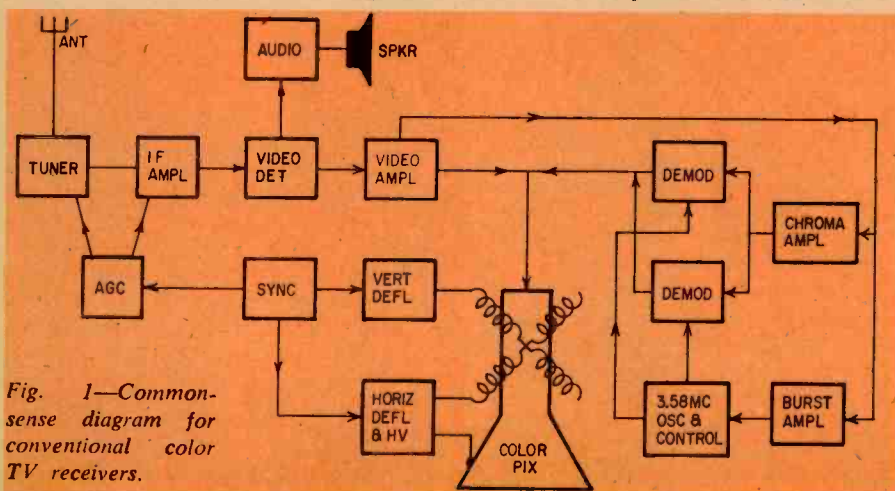 ANT
AUDIO
SPKR
TUNER
IF
AMPL
VIDEO
DET
VIDEO
AMPL
DEMOD
CHROMA
AMPL
AGC
SYNC
VERT
DEFL
DEMOD
HORIZ
DEFL
& HV
COLOR
PIX
3.58MC
OSC &
CONTROL
BURST
AMPL
Fig. 1—Common-
sense diagram for
conventional color
TV receivers.